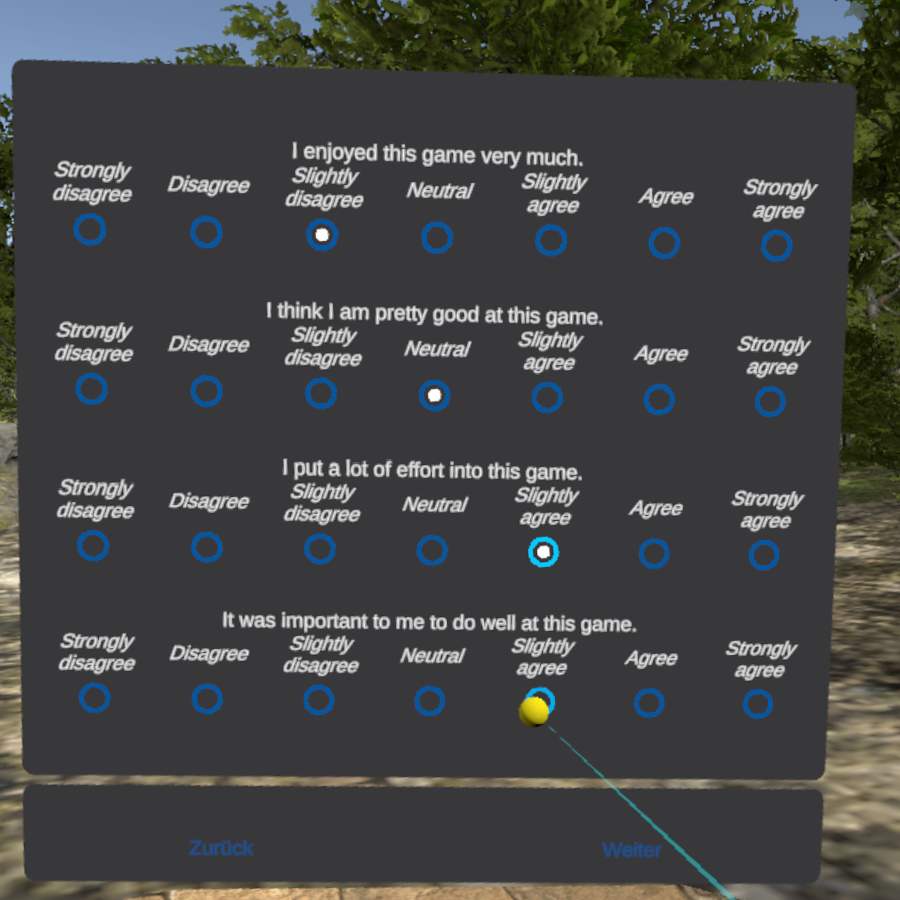 I enjoyed this game very much.
Strongly disagree Disagree Slightly disagree Neutral Slightly agree Agree Strongly agree
I think I am pretty good at this game.
Strongly disagree Disagree Slightly disagree Neutral Slightly agree Agree Strongly agree
I put a lot of effort into this game.
Strongly disagree Disagree Slightly disagree Neutral Slightly agree Agree Strongly agree
It was important to me to do well at this game.
Strongly disagree Disagree Slightly disagree Neutral Slightly agree Agree Strongly agree
Zurück Weiter